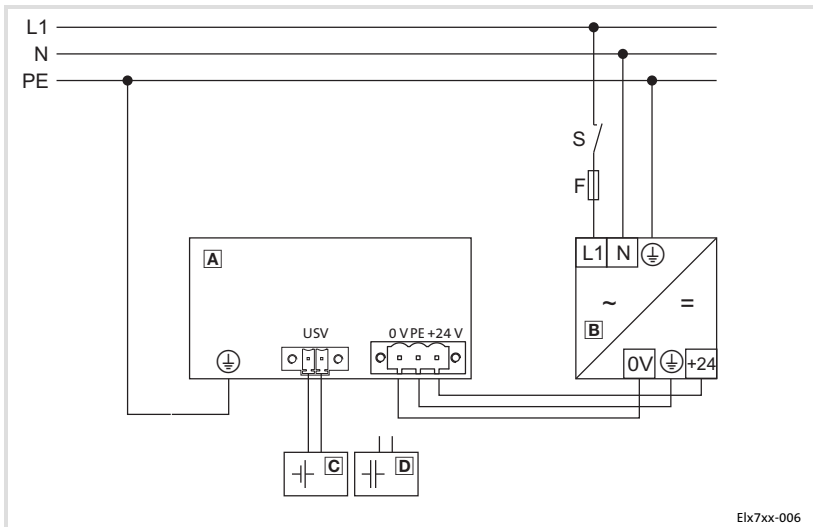 L1
N
PE
S
F
A
L1 N
~ =
B
USV
0 V PE +24 V
0V +24
C
D
Elx7xx-006